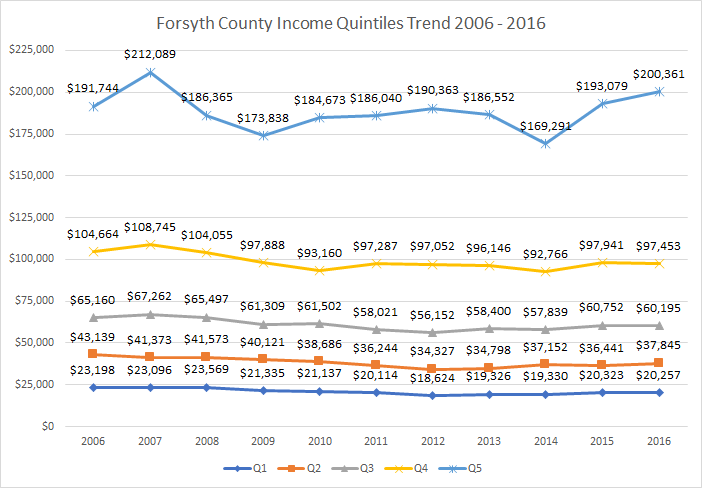 Forsyth County Income Quintiles Trend 2006 - 2016
$225,000
$200,000
$175,000
$150,000
$125,000
$100,000
$75,000
$50,000
$25,000
$0
$191,744 $212,089 $186,365 $173,838 $184,673 $186,040 $190,363 $186,552 $169,291 $193,079 $200,361
$104,664 $108,745 $104,055 $97,888 $93,160 $97,287 $97,052 $96,146 $92,766 $97,941 $97,453
$65,160 $67,262 $65,497 $61,309 $61,502 $58,021 $56,152 $58,400 $57,839 $60,752 $60,195
$43,139 $41,373 $41,573 $40,121 $38,686 $36,244 $34,327 $34,798 $37,152 $36,441 $37,845
$23,198 $23,096 $23,569 $21,335 $21,137 $20,114 $18,624 $19,326 $19,330 $20,323 $20,257
2006 2007 2008 2009 2010 2011 2012 2013 2014 2015 2016
Q1 Q2 Q3 Q4 Q5